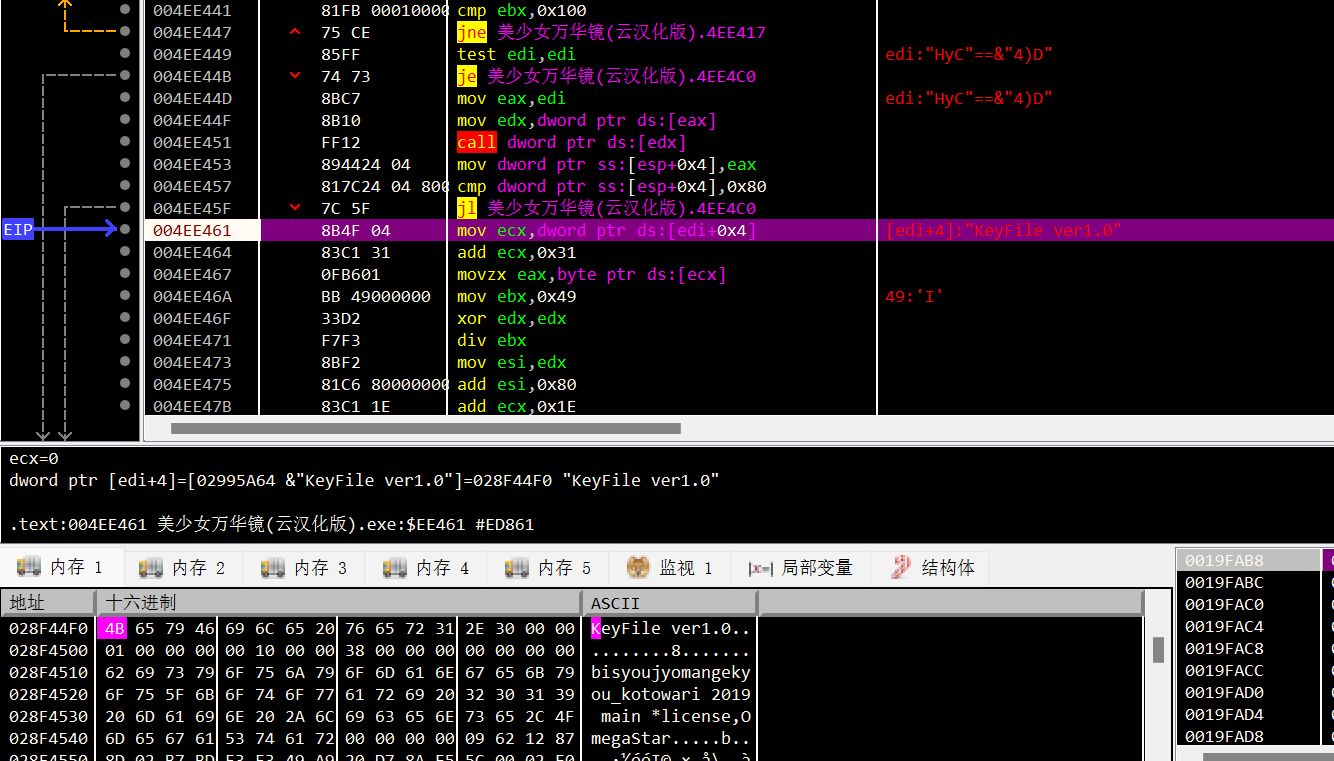 004EE441 81FB 00010000 cmp ebx,0x100
004EE447 75 CE jne 美少女万华镜(云汉化版).4EE417
004EE449 85FF test edi,edi edi:"HyC"==&"4)D"
004EE44B 74 73 je 美少女万华镜(云汉化版).4EE4C0
004EE44D 8BC7 mov eax,edi edi:"HyC"==&"4)D"
004EE44F 8B10 mov edx,dword ptr ds:[eax]
004EE451 FF12 call dword ptr ds:[edx]
004EE453 894424 04 mov dword ptr ss:[esp+0x4],eax
004EE457 817C24 04 800 cmp dword ptr ss:[esp+0x4],0x80
004EE45F 7C 5F jl 美少女万华镜(云汉化版).4EE4C0
EIP 004EE461 8B4F 04 mov ecx,dword ptr ds:[edi+0x4] [edi+4]:"KeyFile ver1.0"
004EE464 83C1 31 add ecx,0x31
004EE467 0FB601 movzx eax,byte ptr ds:[ecx]
004EE46A BB 49000000 mov ebx,0x49 49:'I'
004EE46F 33D2 xor edx,edx
004EE471 F7F3 div ebx
004EE473 8BF2 mov esi,edx
004EE475 81C6 80000000 add esi,0x80
004EE47B 83C1 1E add ecx,0x1E
ecx=0
dword ptr [edi+4]=[02995A64 &"KeyFile ver1.0"]=028F44F0 "KeyFile ver1.0"
.text:004EE461 美少女万华镜(云汉化版).exe:$EE461 #ED861
内存 1 内存 2 内存 3 内存 4 内存 5 监视 1 [x=] 局部变量 结构体
地址 十六进制 ASCII
028F44F0 4B 65 79 46 69 6C 65 20 76 65 72 31 2E 30 00 00 KeyFile ver1.0..
028F4500 01 00 00 00 00 10 00 00 38 00 00 00 00 00 00 00 ........8.......
028F4510 62 69 73 79 6F 75 6A 79 6F 6D 61 6E 67 65 6B 79 bisyoujyomangeky
028F4520 6F 75 5F 6B 6F 74 6F 77 61 72 69 20 32 30 31 39 ou_kotowari 2019
028F4530 20 6D 61 69 6E 20 2A 6C 69 63 65 6E 73 65 2C 4F  main *license,O
028F4540 6D 65 67 61 53 74 61 72 00 00 00 00 09 62 12 87 megaStar.....b..
0019FAB8
0019FABC
0019FAC0
0019FAC4
0019FAC8
0019FACC
0019FAD0
0019FAD4
0019FAD8